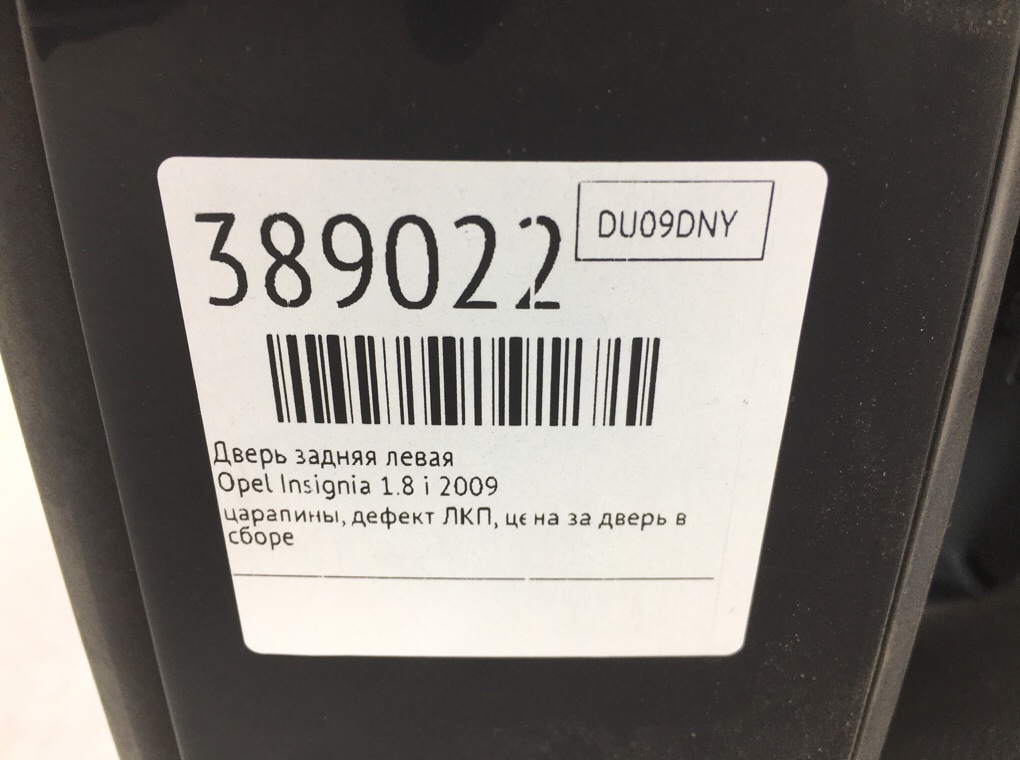 389022
DU09DNY
Дверь задняя левая
Opel Insignia 1.8 i 2009
царапины, дефект ЛКП, цена за дверь в
сборе